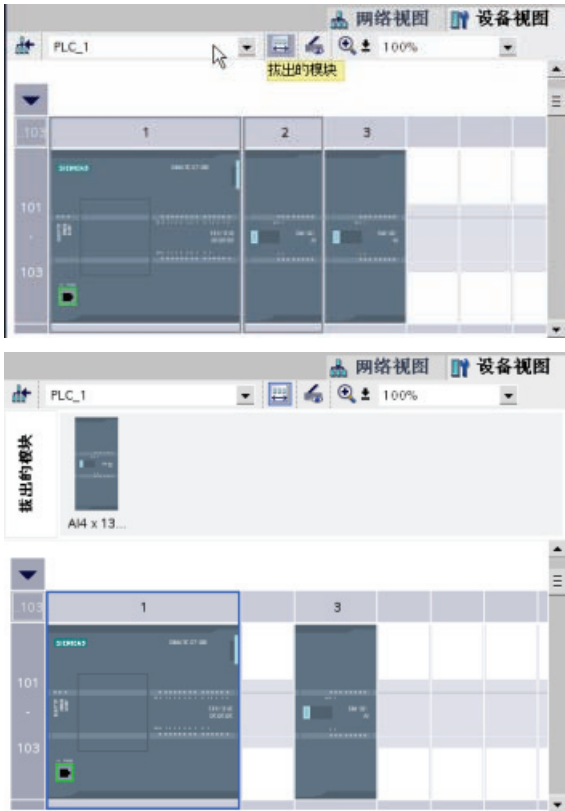 网络视图 设备视图
PLC_1 100%
拔出的模块
..103 1 2 3
SIEMENS
101
-
103
网络视图 设备视图
PLC_1 100%
拔出的模块
AI4 x 13...
..103 1 3
SIEMENS
101
-
103